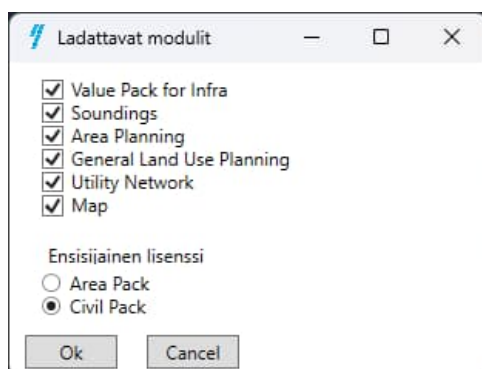 Ladattavat modulit
Value Pack for Infra
Soundings
Area Planning
General Land Use Planning
Utility Network
Map
Ensisijainen lisenssi
Area Pack
Civil Pack
Ok Cancel